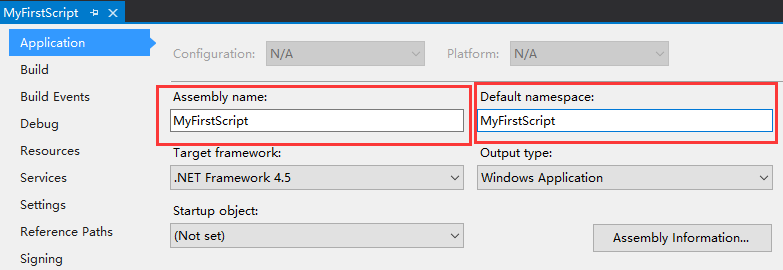 MyFirstScript
Application
Configuration: N/A Platform: N/A
Build
Build Events
Assembly name: Default namespace:
Debug
MyFirstScript MyFirstScript
Resources
Target framework: Output type:
Services
.NET Framework 4.5 Windows Application
Settings
Startup object:
Reference Paths
(Not set) Assembly Information...
Signing